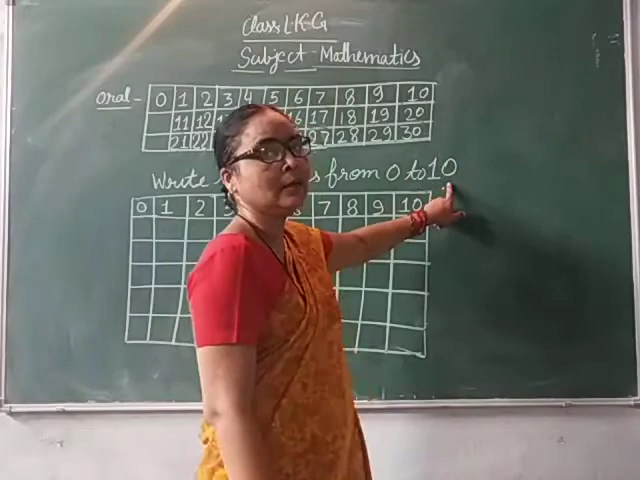 Class L.K.G
Subject - Mathematics
oral - 0 1 2 3 4 5 6 7 8 9 10
11 12 16 17 18 19 20
21 22 27 28 29 30
Write from 0 to 10
0 1 2 3 7 8 9 10
0